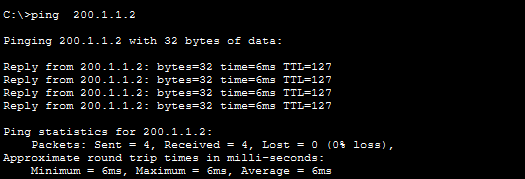 C:\>ping  200.1.1.2
Pinging 200.1.1.2 with 32 bytes of data:
Reply from 200.1.1.2: bytes=32 time=6ms TTL=127
Reply from 200.1.1.2: bytes=32 time=6ms TTL=127
Reply from 200.1.1.2: bytes=32 time=6ms TTL=127
Reply from 200.1.1.2: bytes=32 time=6ms TTL=127
Ping statistics for 200.1.1.2:
    Packets: Sent = 4, Received = 4, Lost = 0 (0% loss),
Approximate round trip times in milli-seconds:
    Minimum = 6ms, Maximum = 6ms, Average = 6ms